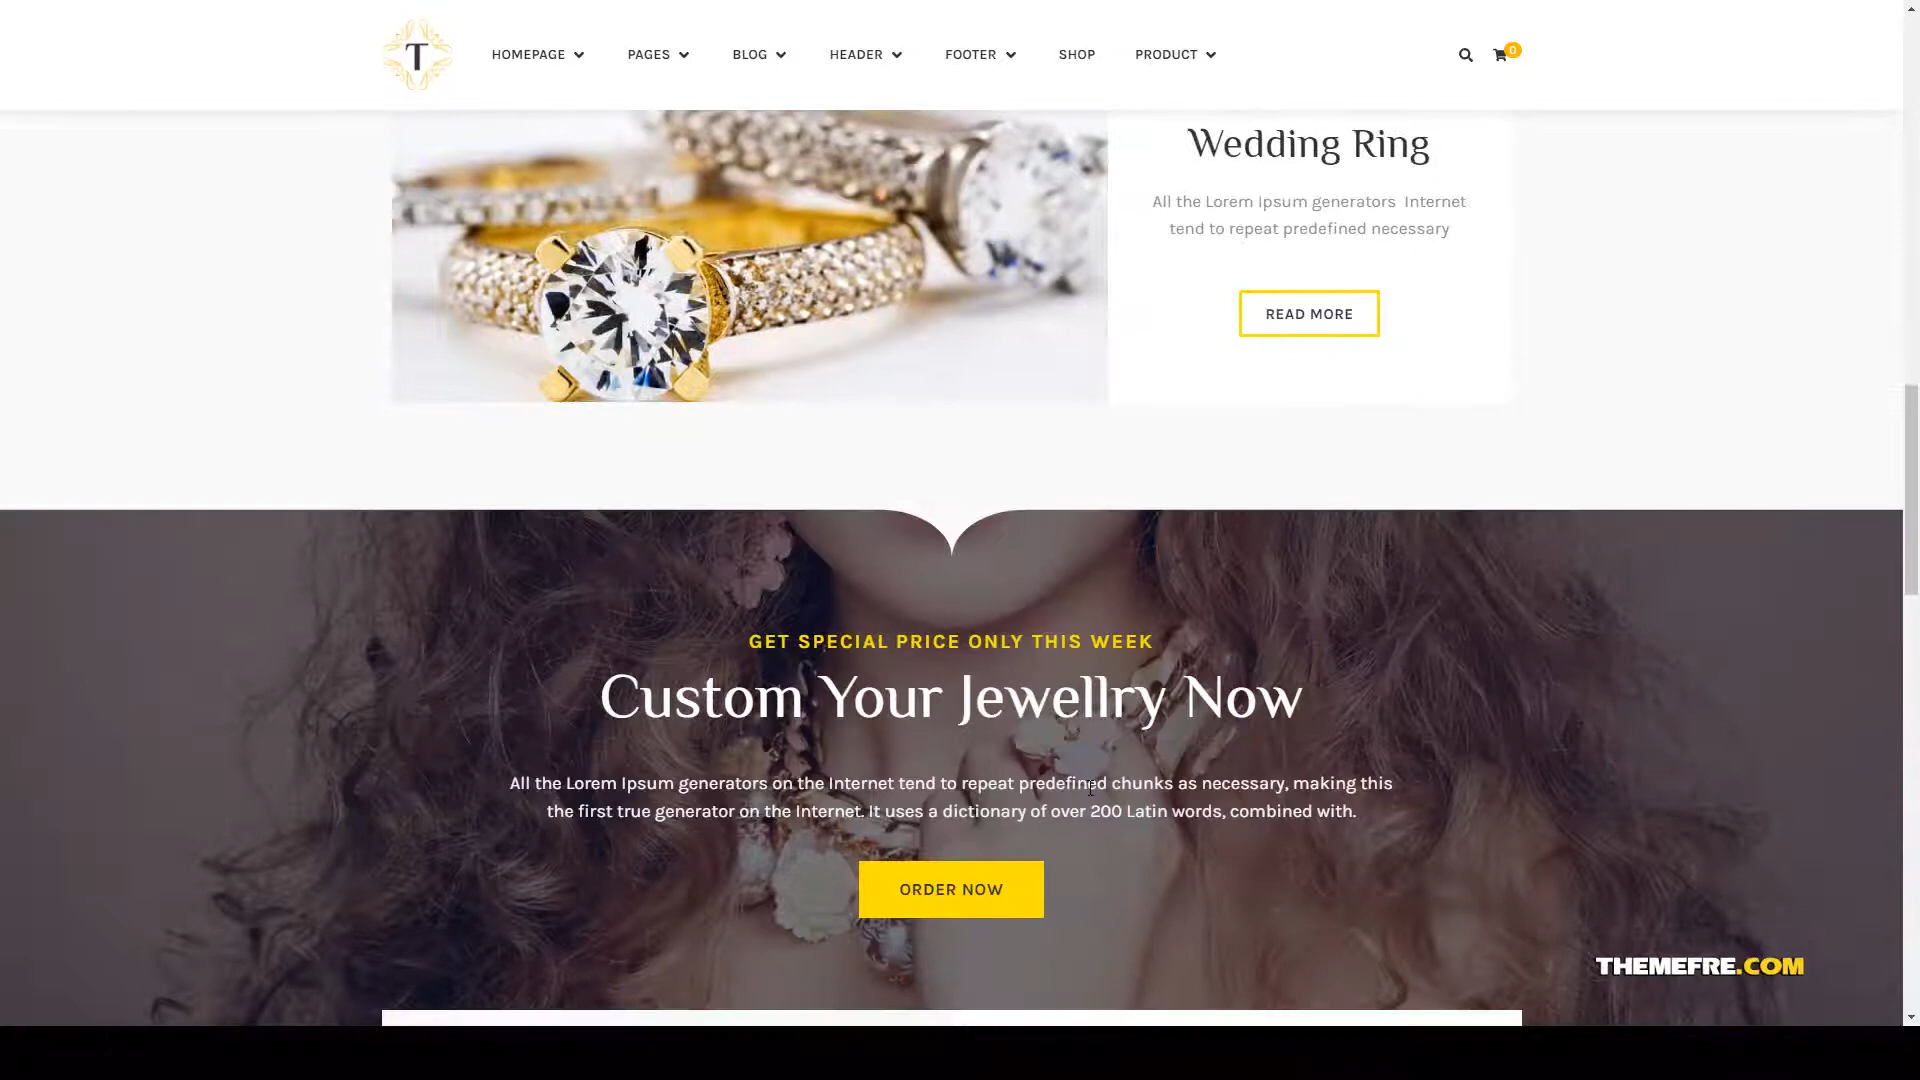 T
HOMEPAGE
PAGES
BLOG
HEADER
FOOTER
SHOP
PRODUCT
0
Wedding Ring
All the Lorem Ipsum generators Internet
tend to repeat predefined necessary
READ MORE
GET SPECIAL PRICE ONLY THIS WEEK
Custom Your Jewellry Now
All the Lorem Ipsum generators on the Internet tend to repeat predefined chunks as necessary, making this
the first true generator on the Internet. It uses a dictionary of over 200 Latin words, combined with.
ORDER NOW
THEMEFRE.COM